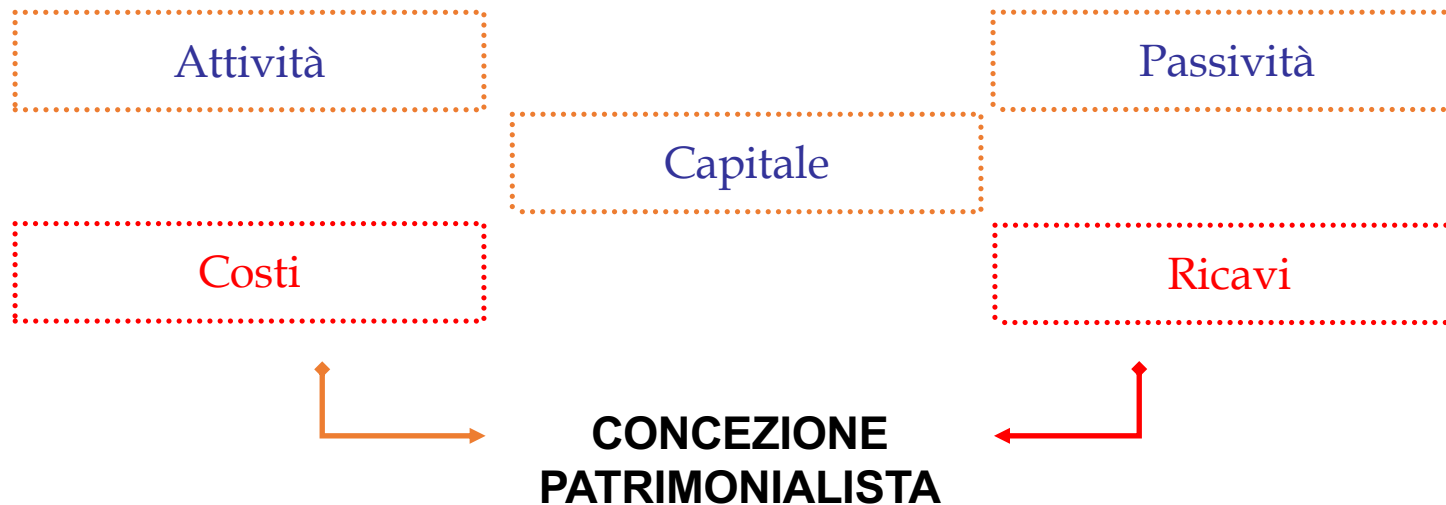 Attività
Passività
Capitale
Costi
Ricavi
CONCEZIONE
PATRIMONIALISTA